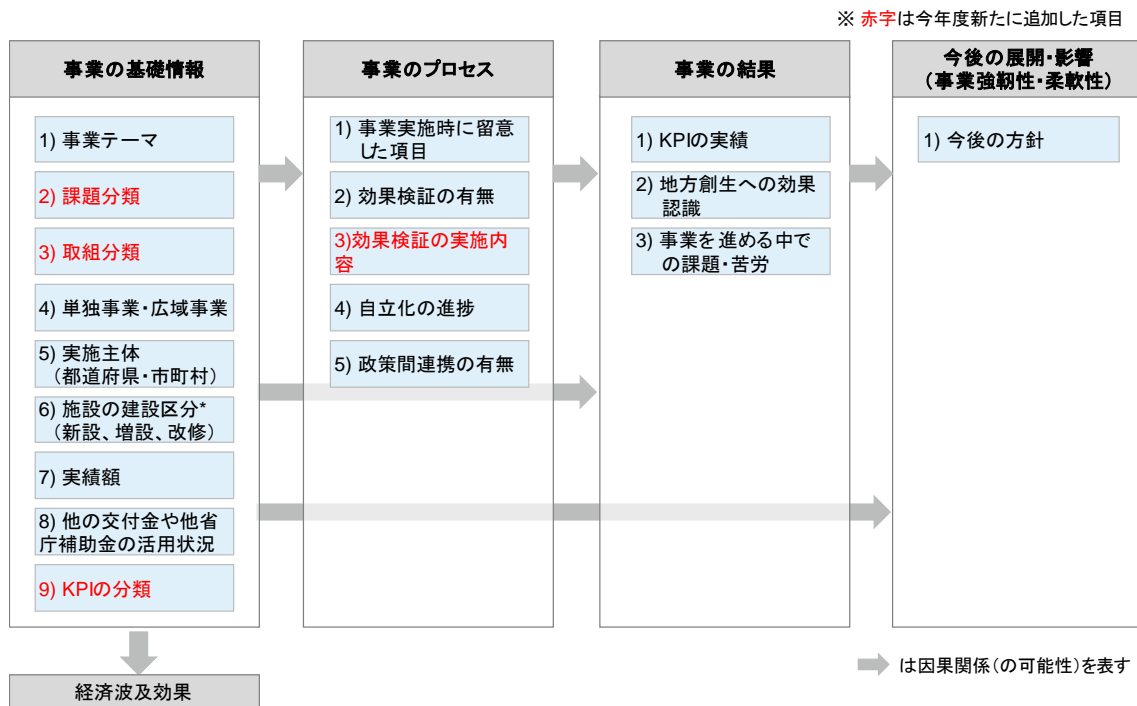 ※ 赤字は今年度新たに追加した項目
事業の基礎情報
1) 事業テーマ
2) 課題分類
3) 取組分類
4) 単独事業・広域事業
5) 実施主体
（都道府県・市町村）
6) 施設の建設区分*
（新設、増設、改修）
7) 実績額
8) 他の交付金や他省
庁補助金の活用状況
9) KPIの分類
事業のプロセス
1) 事業実施時に留意
した項目
2) 効果検証の有無
3)効果検証の実施内
容
4) 自立化の進捗
5) 政策間連携の有無
事業の結果
1) KPIの実績
2) 地方創生への効果
認識
3) 事業を進める中で
の課題・苦労
今後の展開・影響
（事業強靭性・柔軟性）
1) 今後の方針
経済波及効果
は因果関係（の可能性）を表す